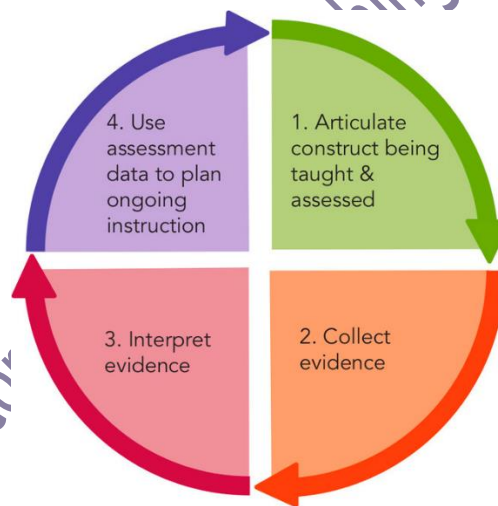 1. Articulate
construct being
taught &
assessed
2. Collect
evidence
3. Interpret
evidence
4. Use
assessment
data to plan
ongoing
instruction